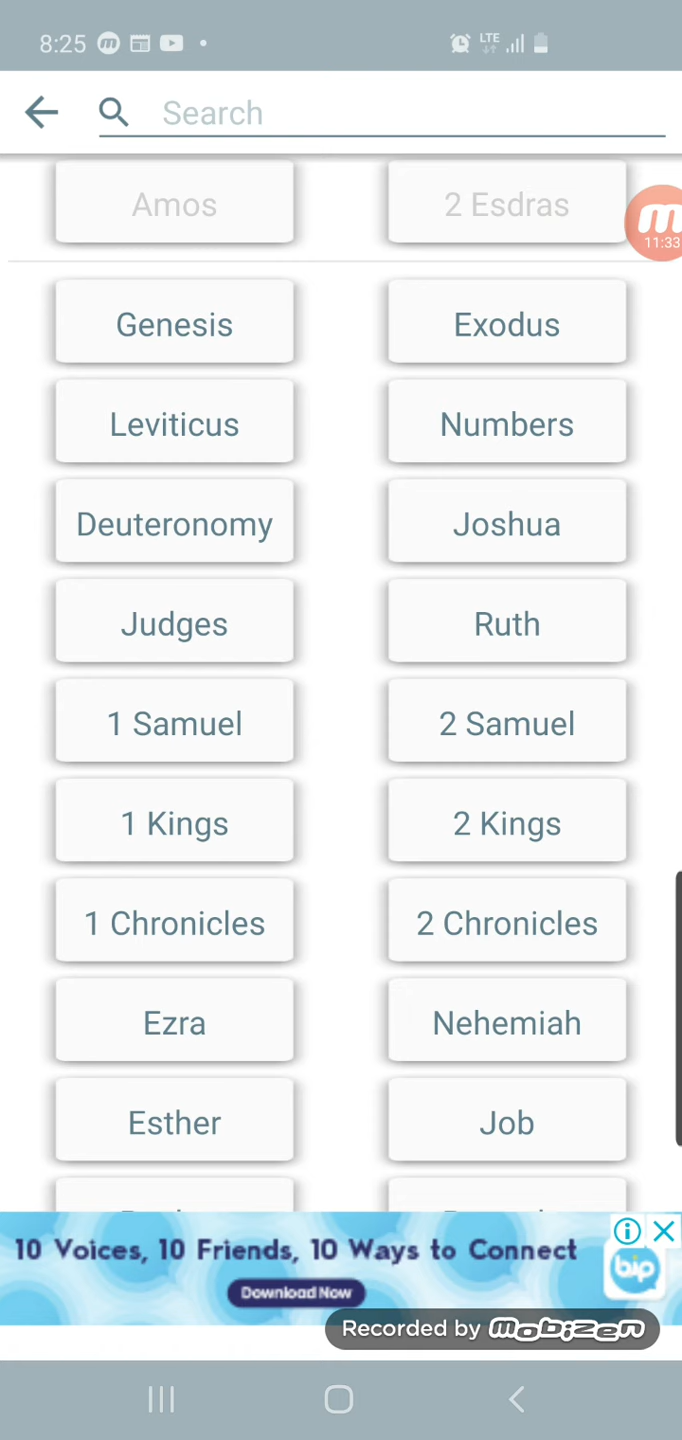 8:25
LTE
Search
Amos 2 Esdras
11:33
Genesis Exodus
Leviticus Numbers
Deuteronomy Joshua
Judges Ruth
1 Samuel 2 Samuel
1 Kings 2 Kings
1 Chronicles 2 Chronicles
Ezra Nehemiah
Esther Job
10 Voices, 10 Friends, 10 Ways to Connect
bip
Download Now
Recorded by mobizen